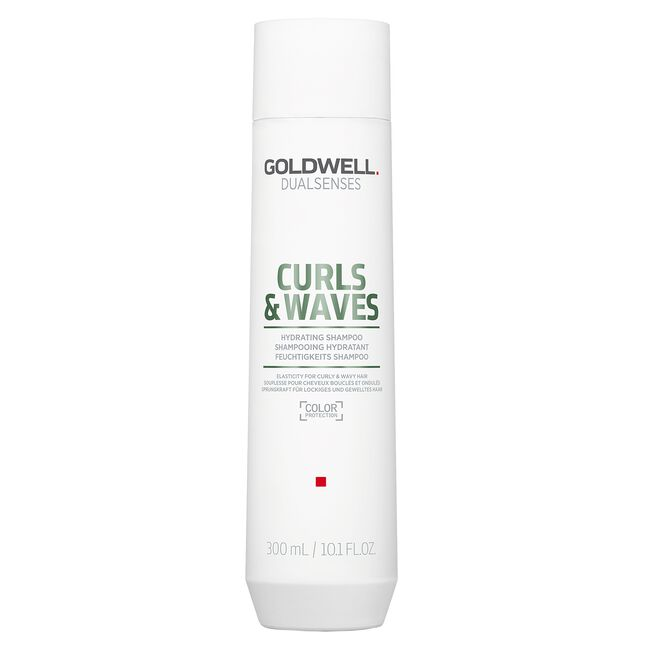 GOLDWELL.
DUALSENSES
CURLS
& WAVES
HYDRATING SHAMPOO
SHAMPOOING HYDRATANT
FEUCHTIGKEITS SHAMPOO
ELASTICITY FOR CURLY & WAVY HAIR
SOUPLESSE POUR CHEVEUX BOUCLÉS ET ONDULÉS
SPRUNGKRAFT FÜR LOCKIGES UND GEWELLTES HAAR
COLOR
PROTECTION
300 mL / 10.1 FL.OZ.